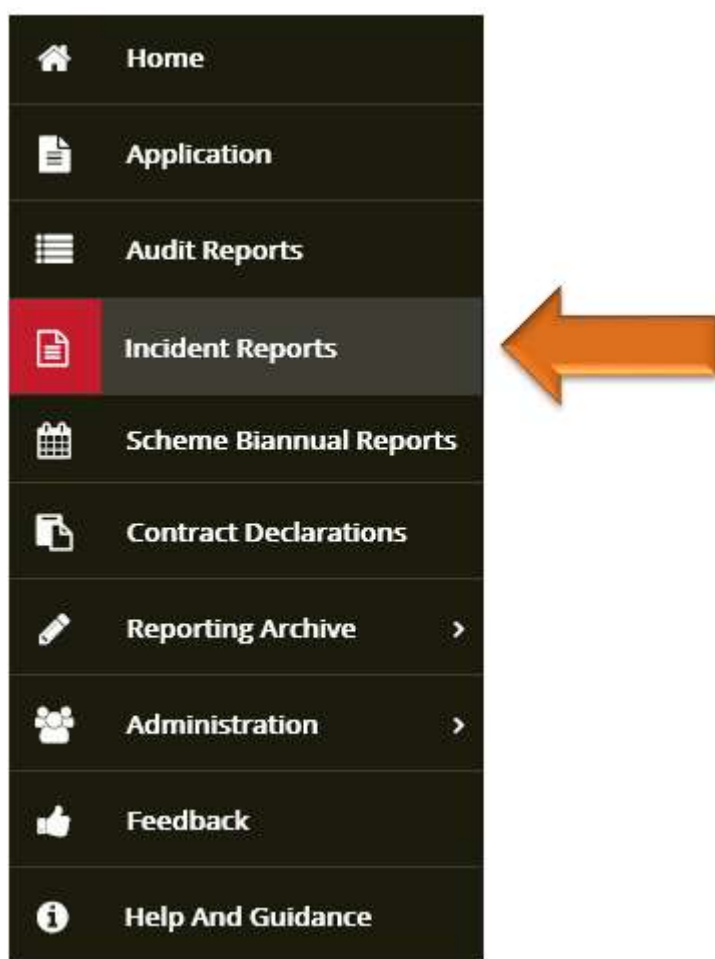 Home
Application
Audit Reports
Incident Reports
Scheme Biannual Reports
Contract Declarations
Reporting Archive
Administration
Feedback
Help And Guidance